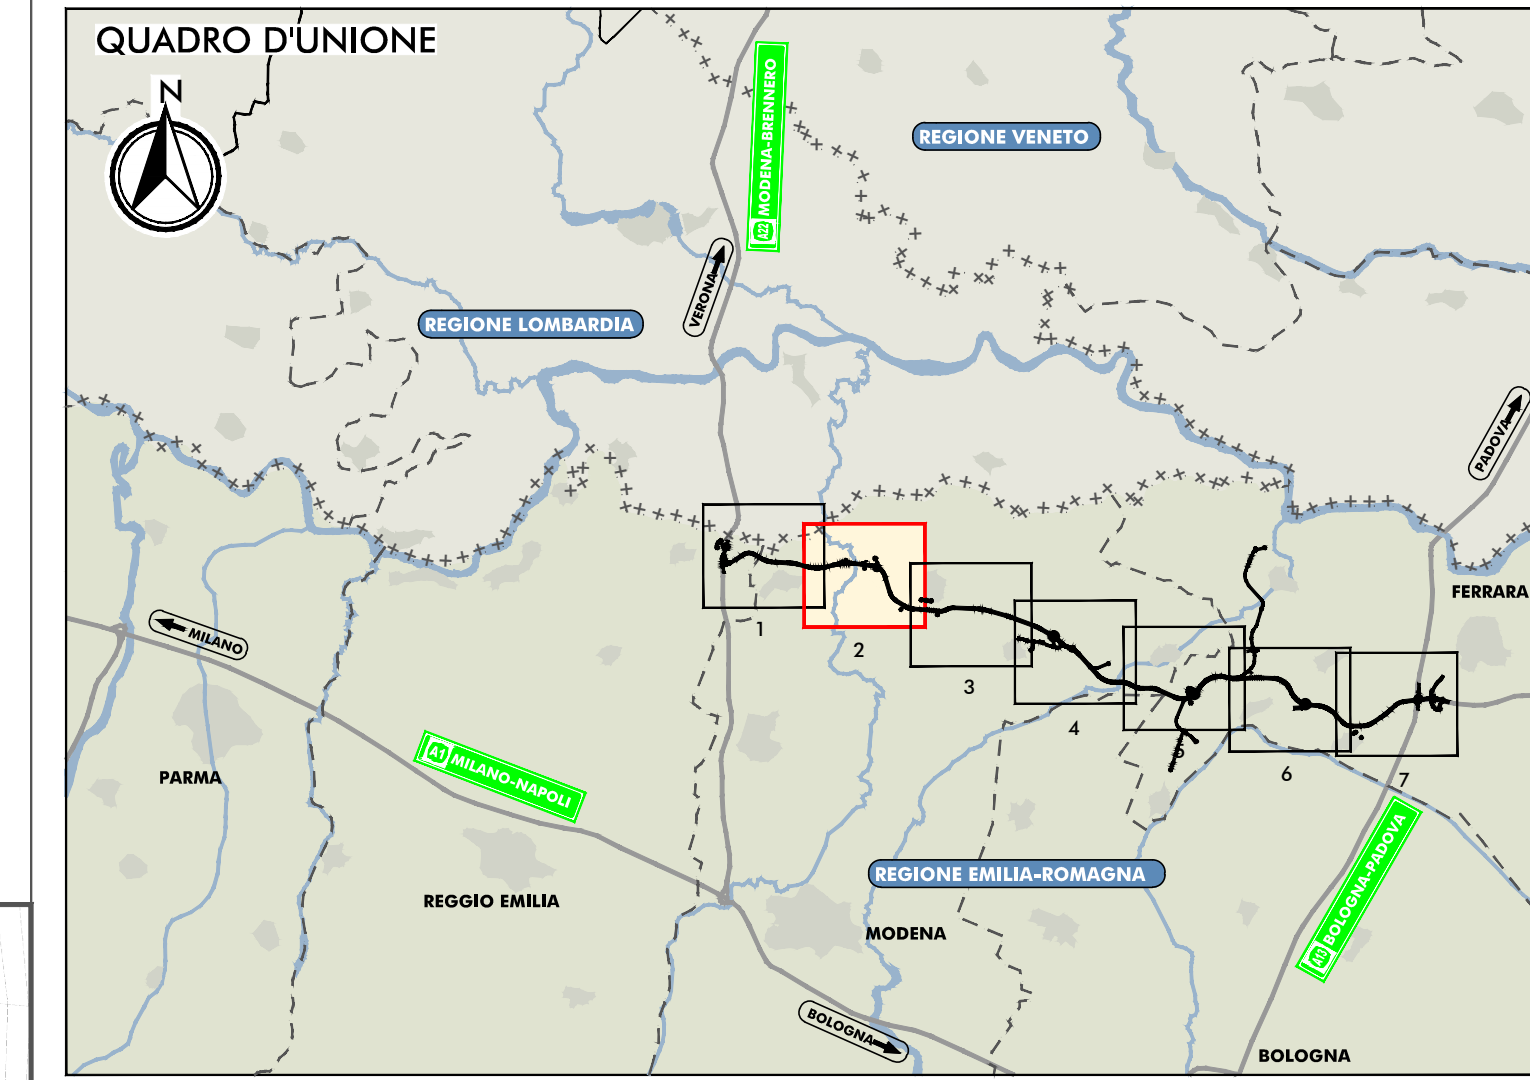 QUADRO D'UNIONE
N
A22 MODENA-BRENNERO
REGIONE VENETO
VERONA
REGIONE LOMBARDIA
PADOVA
FERRARA
1
2
3
4
5
6
7
MILANO
PARMA
A1 MILANO-NAPOLI
REGGIO EMILIA
REGIONE EMILIA-ROMAGNA
MODENA
A13 BOLOGNA-PADOVA
BOLOGNA
BOLOGNA